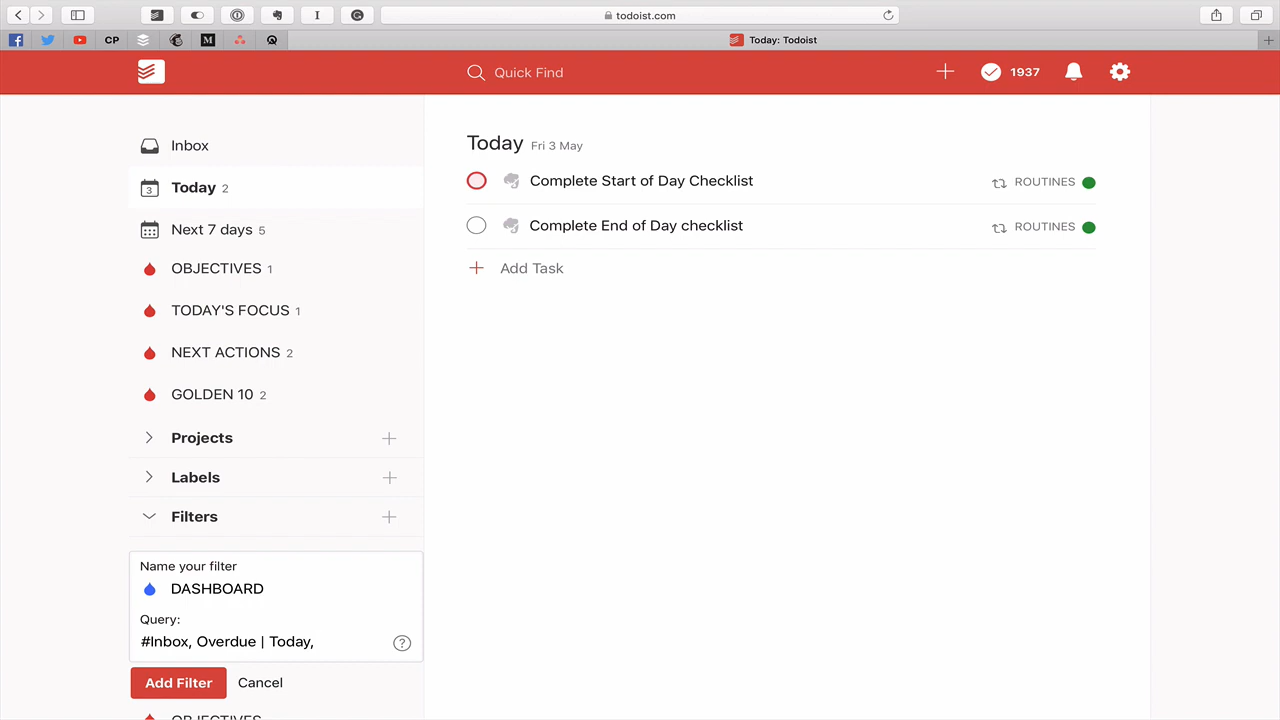 todoist.com
CP
Today: Todoist
Quick Find
1937
Inbox
3 Today 2
Next 7 days 5
OBJECTIVES 1
TODAY'S FOCUS 1
NEXT ACTIONS 2
GOLDEN 10 2
Projects
Labels
Filters
Name your filter
DASHBOARD
Query:
#Inbox, Overdue | Today,
?
Add Filter Cancel
OBJECTIVES
Today Fri 3 May
Complete Start of Day Checklist ROUTINES
Complete End of Day checklist ROUTINES
Add Task